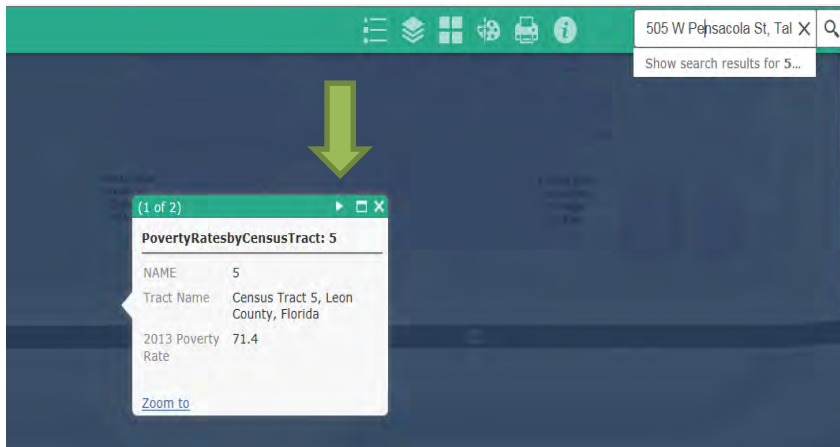 505 W Pensacola St, Tal
Show search results for 5...
(1 of 2)
PovertyRatesbyCensusTract: 5
NAME 5
Tract Name Census Tract 5, Leon
County, Florida
2013 Poverty 71.4
Rate
Zoom to